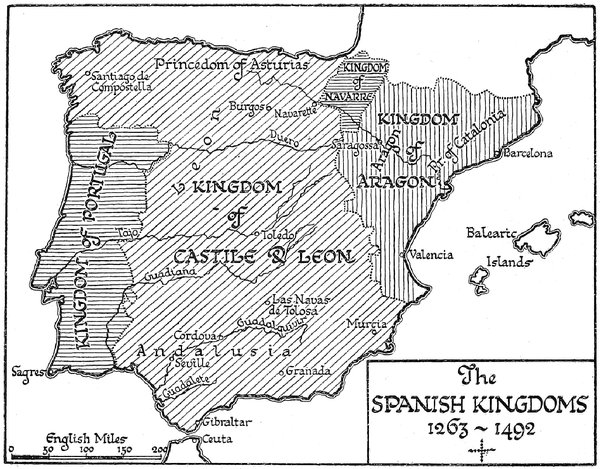 Princedom of Asturias
Santiago de
Compostella
KINGDOM
of
NAVARRE
Burgos
Navarette
KINGDOM
of
ARAGON
Aragon
Pr. of Catalonia
Saragossa
Barcelona
Leon
Duero
KINGDOM of PORTUGAL
KINGDOM
of
CASTILE & LEON
Tajo
Toledo
Guadiana
Valencia
Balearic
Islands
Las Navas
de Tolosa
Guadalquivir
Murcia
Cordova
Andalusia
Seville
Granada
Guadalete
Sagres
Gibraltar
Ceuta
English Miles
0 50 100 150 200
The
SPANISH KINGDOMS
1263 ~ 1492